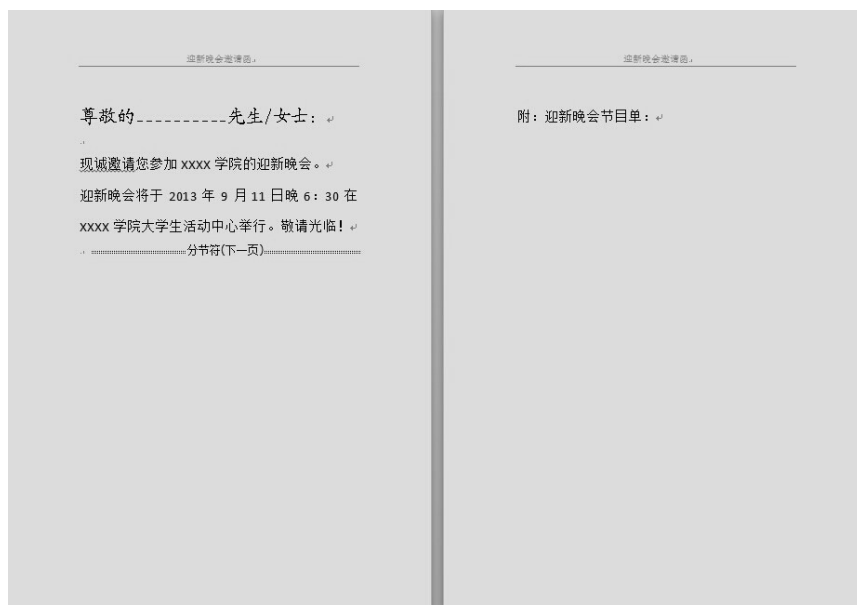 迎新晚会邀请函
尊敬的__________先生/女士：
现诚邀请您参加 xxxx 学院的迎新晚会。
迎新晚会将于 2013 年 9 月 11 日晚 6：30 在
xxxx 学院大学生活动中心举行。敬请光临！
分节符(下一页)
迎新晚会邀请函
附：迎新晚会节目单：